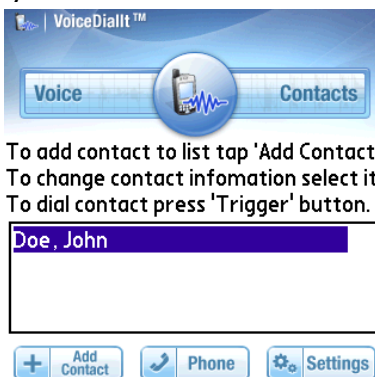 VoiceDialIt™
Voice
Contacts
To add contact to list tap 'Add Contact
To change contact infomation select it
To dial contact press 'Trigger' button.
Doe, John
Add
Contact
Phone
Settings